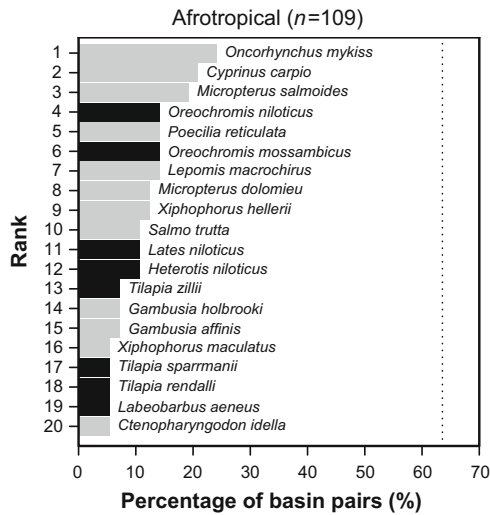 Afrotropical (n=109)
Rank
1 Oncorhynchus mykiss
2 Cyprinus carpio
3 Micropterus salmoides
4 Oreochromis niloticus
5 Poecilia reticulata
6 Oreochromis mossambicus
7 Lepomis macrochirus
8 Micropterus dolomieu
9 Xiphophorus hellerii
10 Salmo trutta
11 Lates niloticus
12 Heterotis niloticus
13 Tilapia zillii
14 Gambusia holbrooki
15 Gambusia affinis
16 Xiphophorus maculatus
17 Tilapia sparrmanii
18 Tilapia rendalli
19 Labeobarbus aeneus
20 Ctenopharyngodon idella
0 10 20 30 40 50 60 70
Percentage of basin pairs (%)